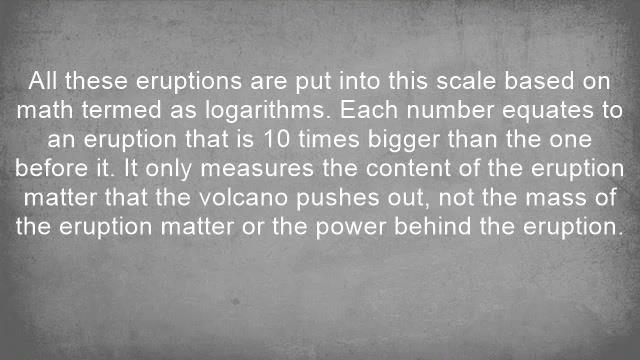 All these eruptions are put into this scale based on
math termed as logarithms. Each number equates to
an eruption that is 10 times bigger than the one
before it. It only measures the content of the eruption
matter that the volcano pushes out, not the mass of
the eruption matter or the power behind the eruption.